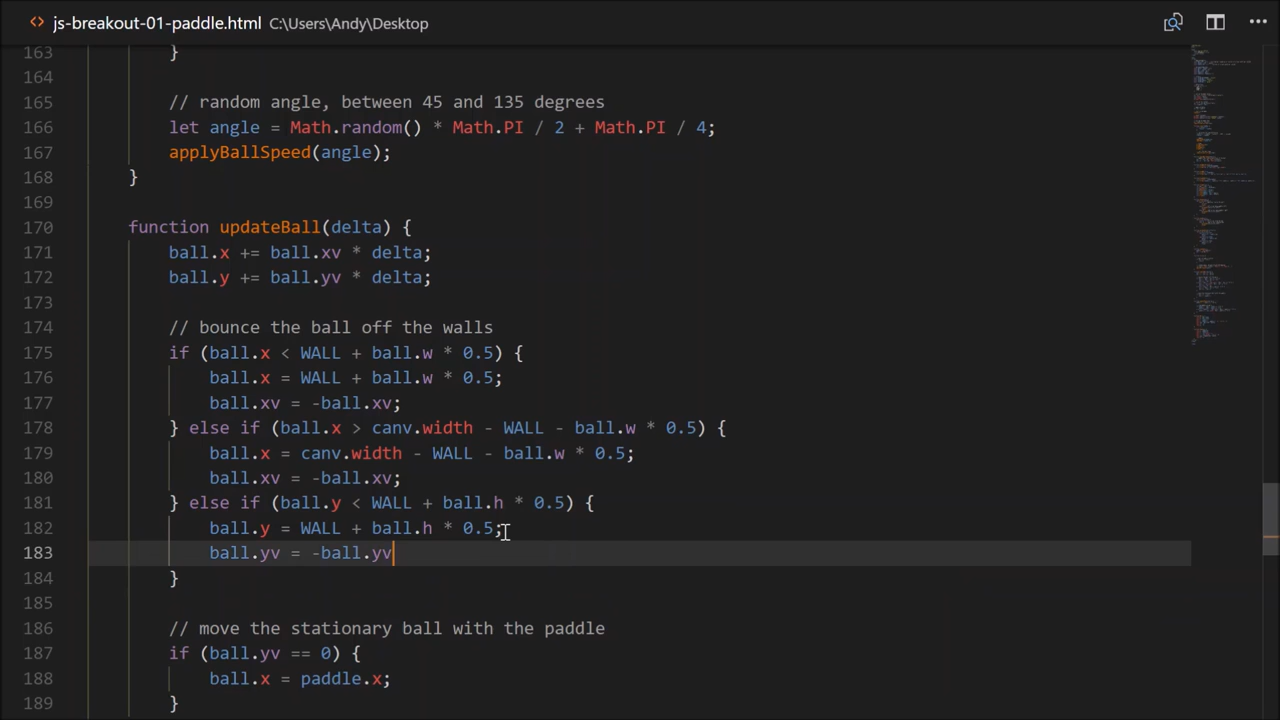 js-breakout-01-paddle.html C:\Users\Andy\Desktop
163 }
164
165 // random angle, between 45 and 135 degrees
166 let angle = Math.random() * Math.PI / 2 + Math.PI / 4;
167 applyBallSpeed(angle);
168 }
169
170 function updateBall(delta) {
171 ball.x += ball.xv * delta;
172 ball.y += ball.yv * delta;
173
174 // bounce the ball off the walls
175 if (ball.x < WALL + ball.w * 0.5) {
176 ball.x = WALL + ball.w * 0.5;
177 ball.xv = -ball.xv;
178 } else if (ball.x > canv.width - WALL - ball.w * 0.5) {
179 ball.x = canv.width - WALL - ball.w * 0.5;
180 ball.xv = -ball.xv;
181 } else if (ball.y < WALL + ball.h * 0.5) {
182 ball.y = WALL + ball.h * 0.5;
183 ball.yv = -ball.yv
184 }
185
186 // move the stationary ball with the paddle
187 if (ball.yv == 0) {
188 ball.x = paddle.x;
189 }